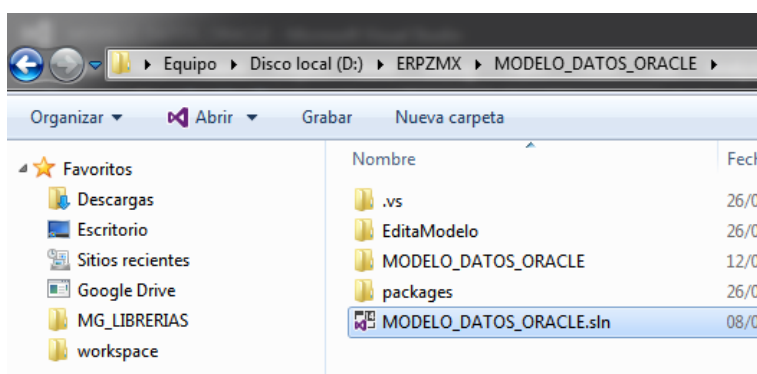 Equipo Disco local (D:) ERPZMX MODELO_DATOS_ORACLE
Organizar Abrir Grabar Nueva carpeta
Favoritos
Descargas
Escritorio
Sitios recientes
Google Drive
MG_LIBRERIAS
workspace
Nombre Fech
.vs 26/0
EditaModelo 26/0
MODELO_DATOS_ORACLE 12/0
packages 26/0
MODELO_DATOS_ORACLE.sln 08/0